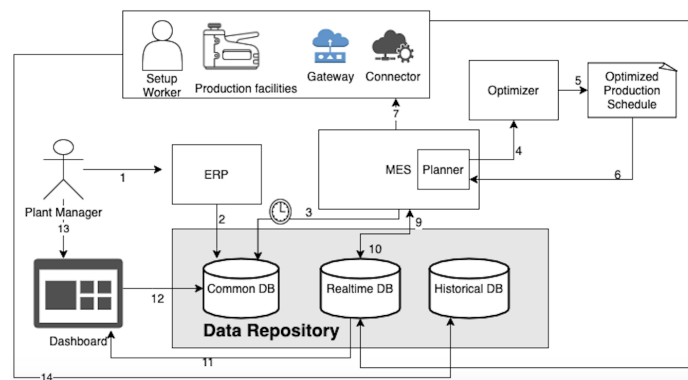 Setup
Worker
Production facilities
Gateway
Connector
7
Optimizer
5
Optimized
Production
Schedule
MES
Planner
4
6
1
ERP
Plant Manager
13
2
3
9
10
Common DB
Realtime DB
Historical DB
12
Data Repository
Dashboard
11
14